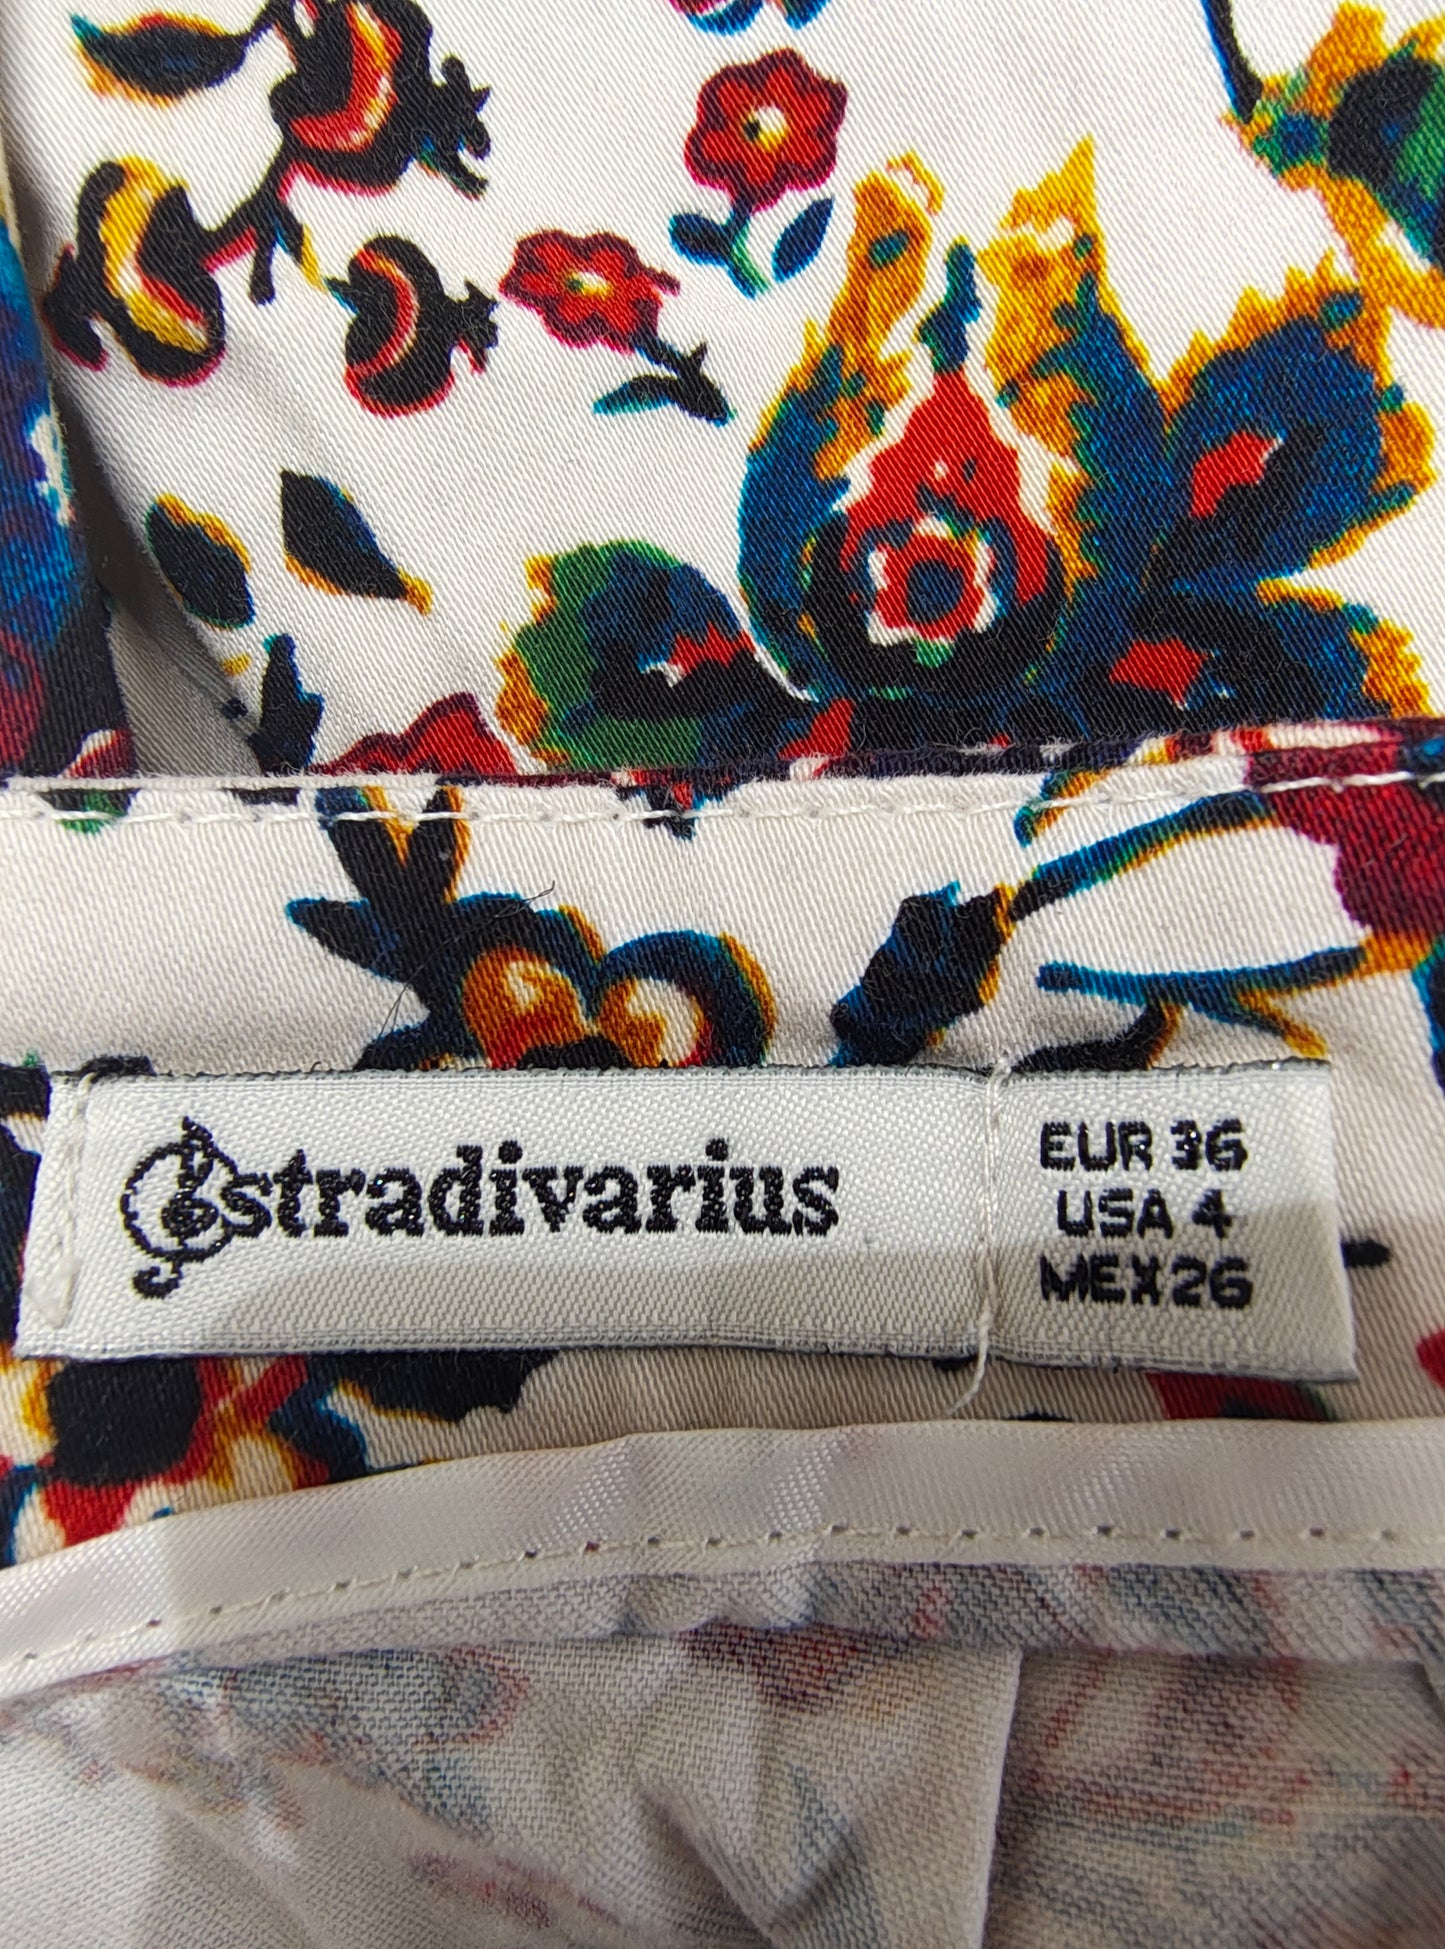 stradivarius
EUR 36
USA 4
MEX 26